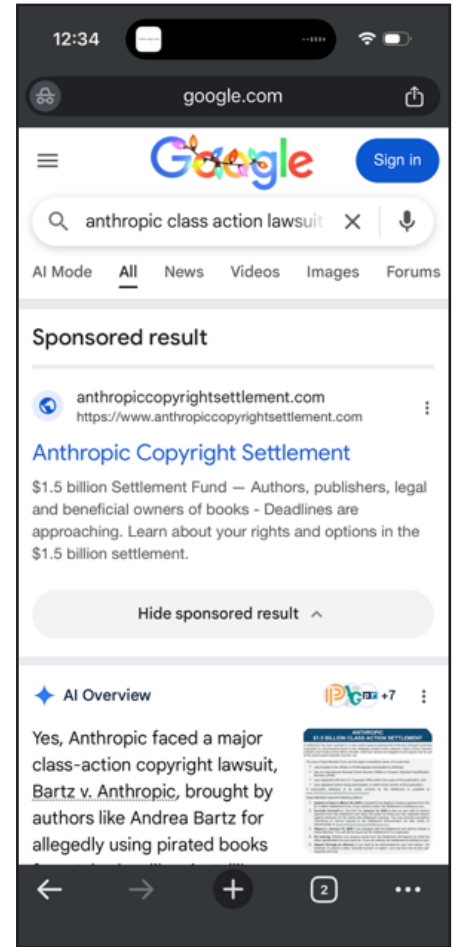 12:34
google.com
Google
Sign in
anthropic class action lawsuit
AI Mode All News Videos Images Forums
Sponsored result
anthropiccopyrightsettlement.com
https://www.anthropiccopyrightsettlement.com
Anthropic Copyright Settlement
$1.5 billion Settlement Fund — Authors, publishers, legal
and beneficial owners of books - Deadlines are
approaching. Learn about your rights and options in the
$1.5 billion settlement.
Hide sponsored result
AI Overview
+7
Yes, Anthropic faced a major
class-action copyright lawsuit,
Bartz v. Anthropic, brought by
authors like Andrea Bartz for
allegedly using pirated books
ANTHROPIC
$1.5 BILLION CLASS ACTION SETTLEMENT
2